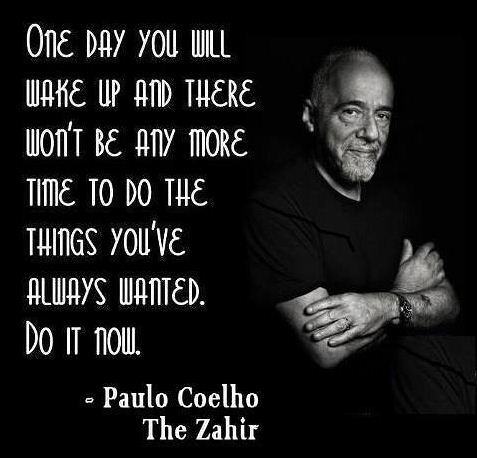 One day you will
wake up and there
won't be any more
time to do the
things you've
always wanted.
Do it now.
- Paulo Coelho
The Zahir